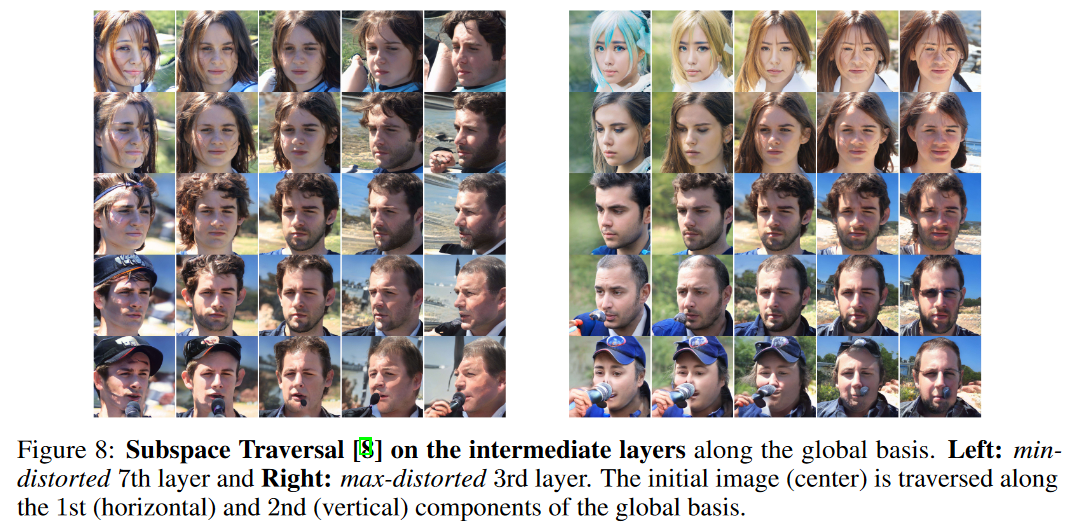 Figure 8: Subspace Traversal [8] on the intermediate layers along the global basis. Left: min-
distorted 7th layer and Right: max-distorted 3rd layer. The initial image (center) is traversed along
the 1st (horizontal) and 2nd (vertical) components of the global basis.